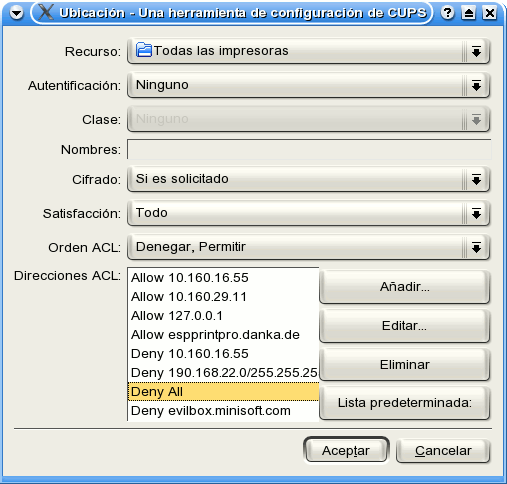 Ubicación - Una herramienta de configuración de CUPS
Recurso: Todas las impresoras
Autentificación: Ninguno
Clase: Ninguno
Nombres:
Cifrado: Si es solicitado
Satisfacción: Todo
Orden ACL: Denegar, Permitir
Direcciones ACL:
Allow 10.160.16.55
Allow 10.160.29.11
Allow 127.0.0.1
Allow espprintpro.danka.de
Deny 10.160.16.55
Deny 190.168.22.0/255.255.25
Deny All
Deny evilbox.minisoft.com
Añadir...
Editar...
Eliminar
Lista predeterminada:
Aceptar
Cancelar